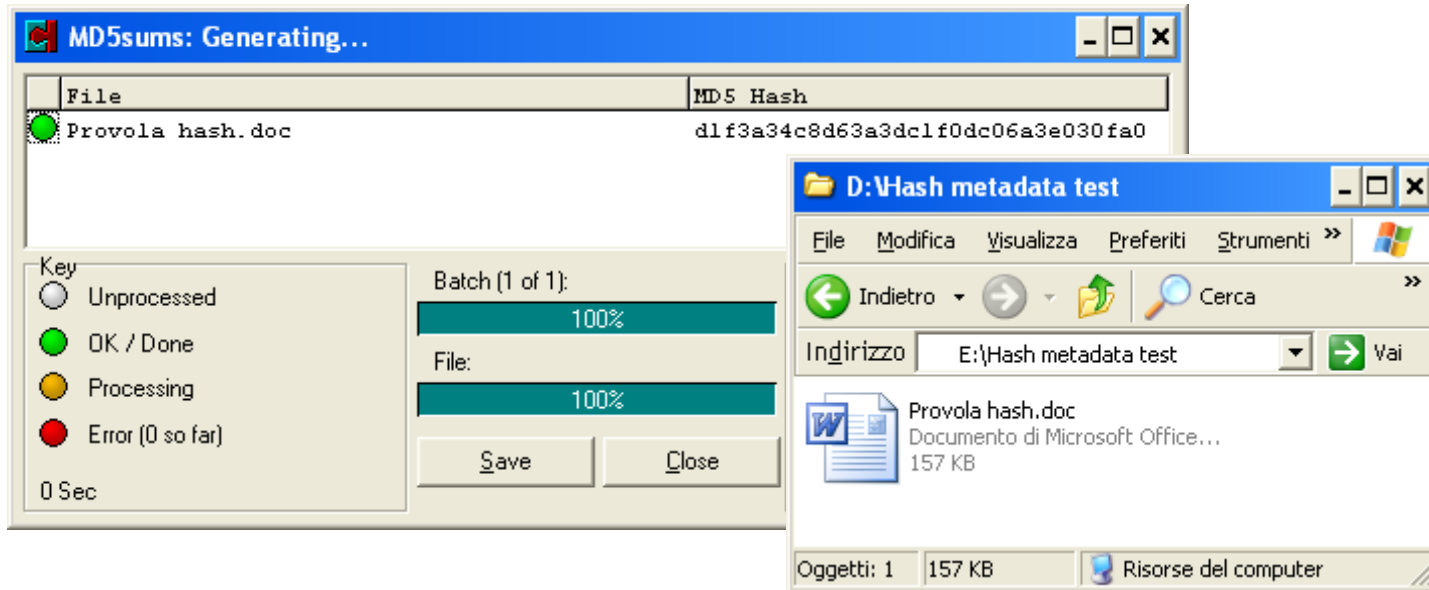 MD5sums: Generating...
File MD5 Hash
Provola hash.doc d1f3a34c8d63a3dc1f0dc06a3e030fa0
Key
Unprocessed
OK / Done
Processing
Error (0 so far)
0 Sec
Batch (1 of 1):
100%
File:
100%
Save Close
D:\Hash metadata test
File Modifica Visualizza Preferiti Strumenti »
Indietro Cerca »
Indirizzo E:\Hash metadata test Vai
Provola hash.doc
Documento di Microsoft Office...
157 KB
Oggetti: 1 157 KB Risorse del computer